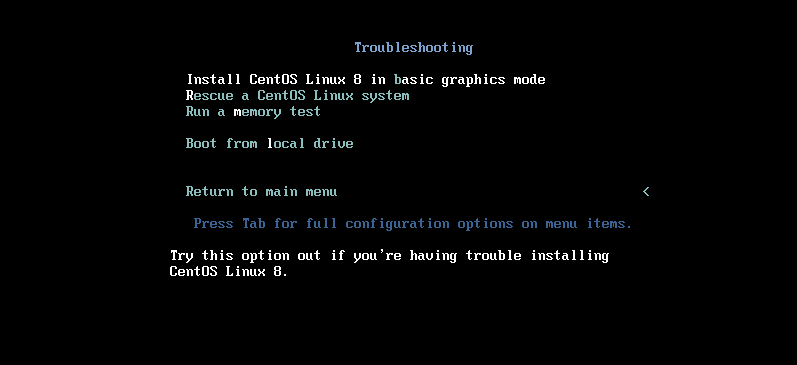 Troubleshooting
Install CentOS Linux 8 in basic graphics mode
Rescue a CentOS Linux system
Run a memory test
Boot from local drive
Return to main menu <
Press Tab for full configuration options on menu items.
Try this option out if you're having trouble installing
CentOS Linux 8.